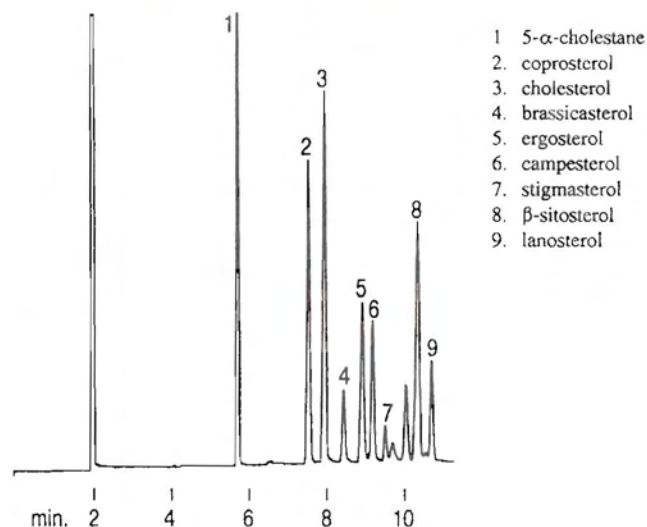 1 5-α-cholestane
2. coprosterol
3. cholesterol
4. brassicasterol
5. ergosterol
6. campesterol
7. stigmasterol
8. β-sitosterol
9. lanosterol
1
2
3
4
5
6
7
8
9
min. 2 4 6 8 10